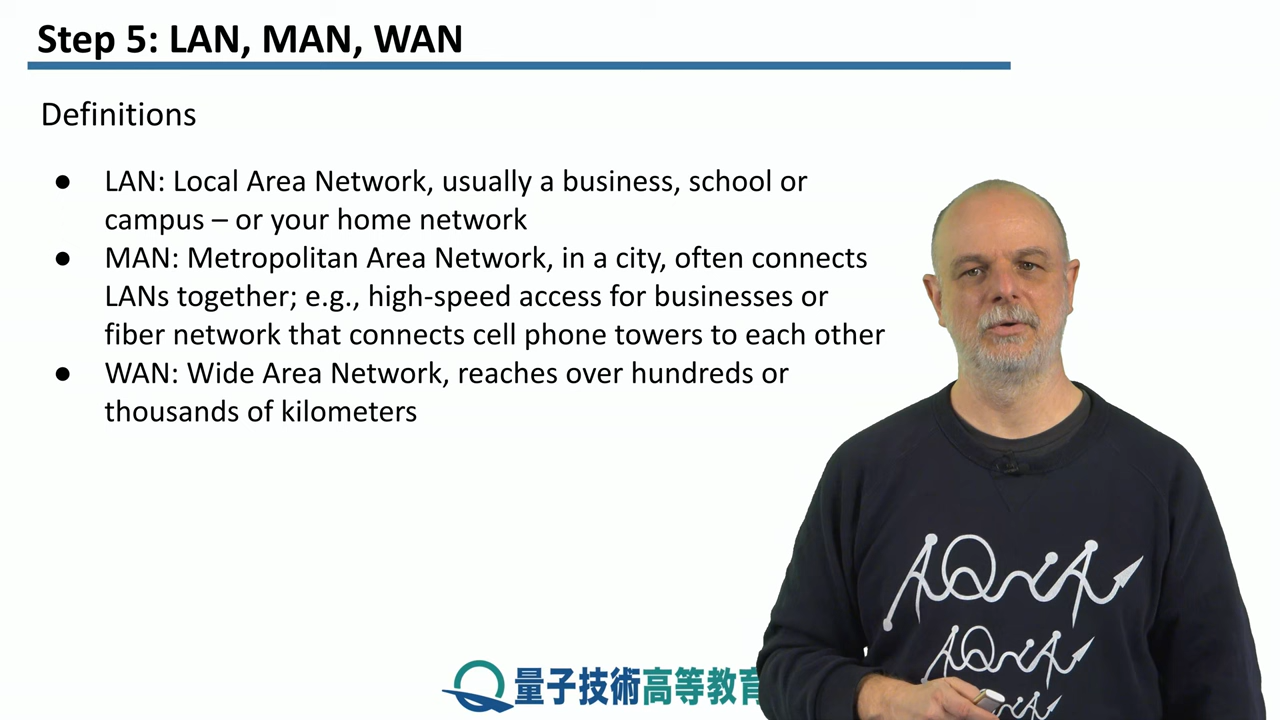 Step 5: LAN, MAN, WAN
Definitions
● LAN: Local Area Network, usually a business, school or
campus – or your home network
● MAN: Metropolitan Area Network, in a city, often connects
LANs together; e.g., high-speed access for businesses or
fiber network that connects cell phone towers to each other
● WAN: Wide Area Network, reaches over hundreds or
thousands of kilometers
AQUA
AQUA
量子技術高等教育